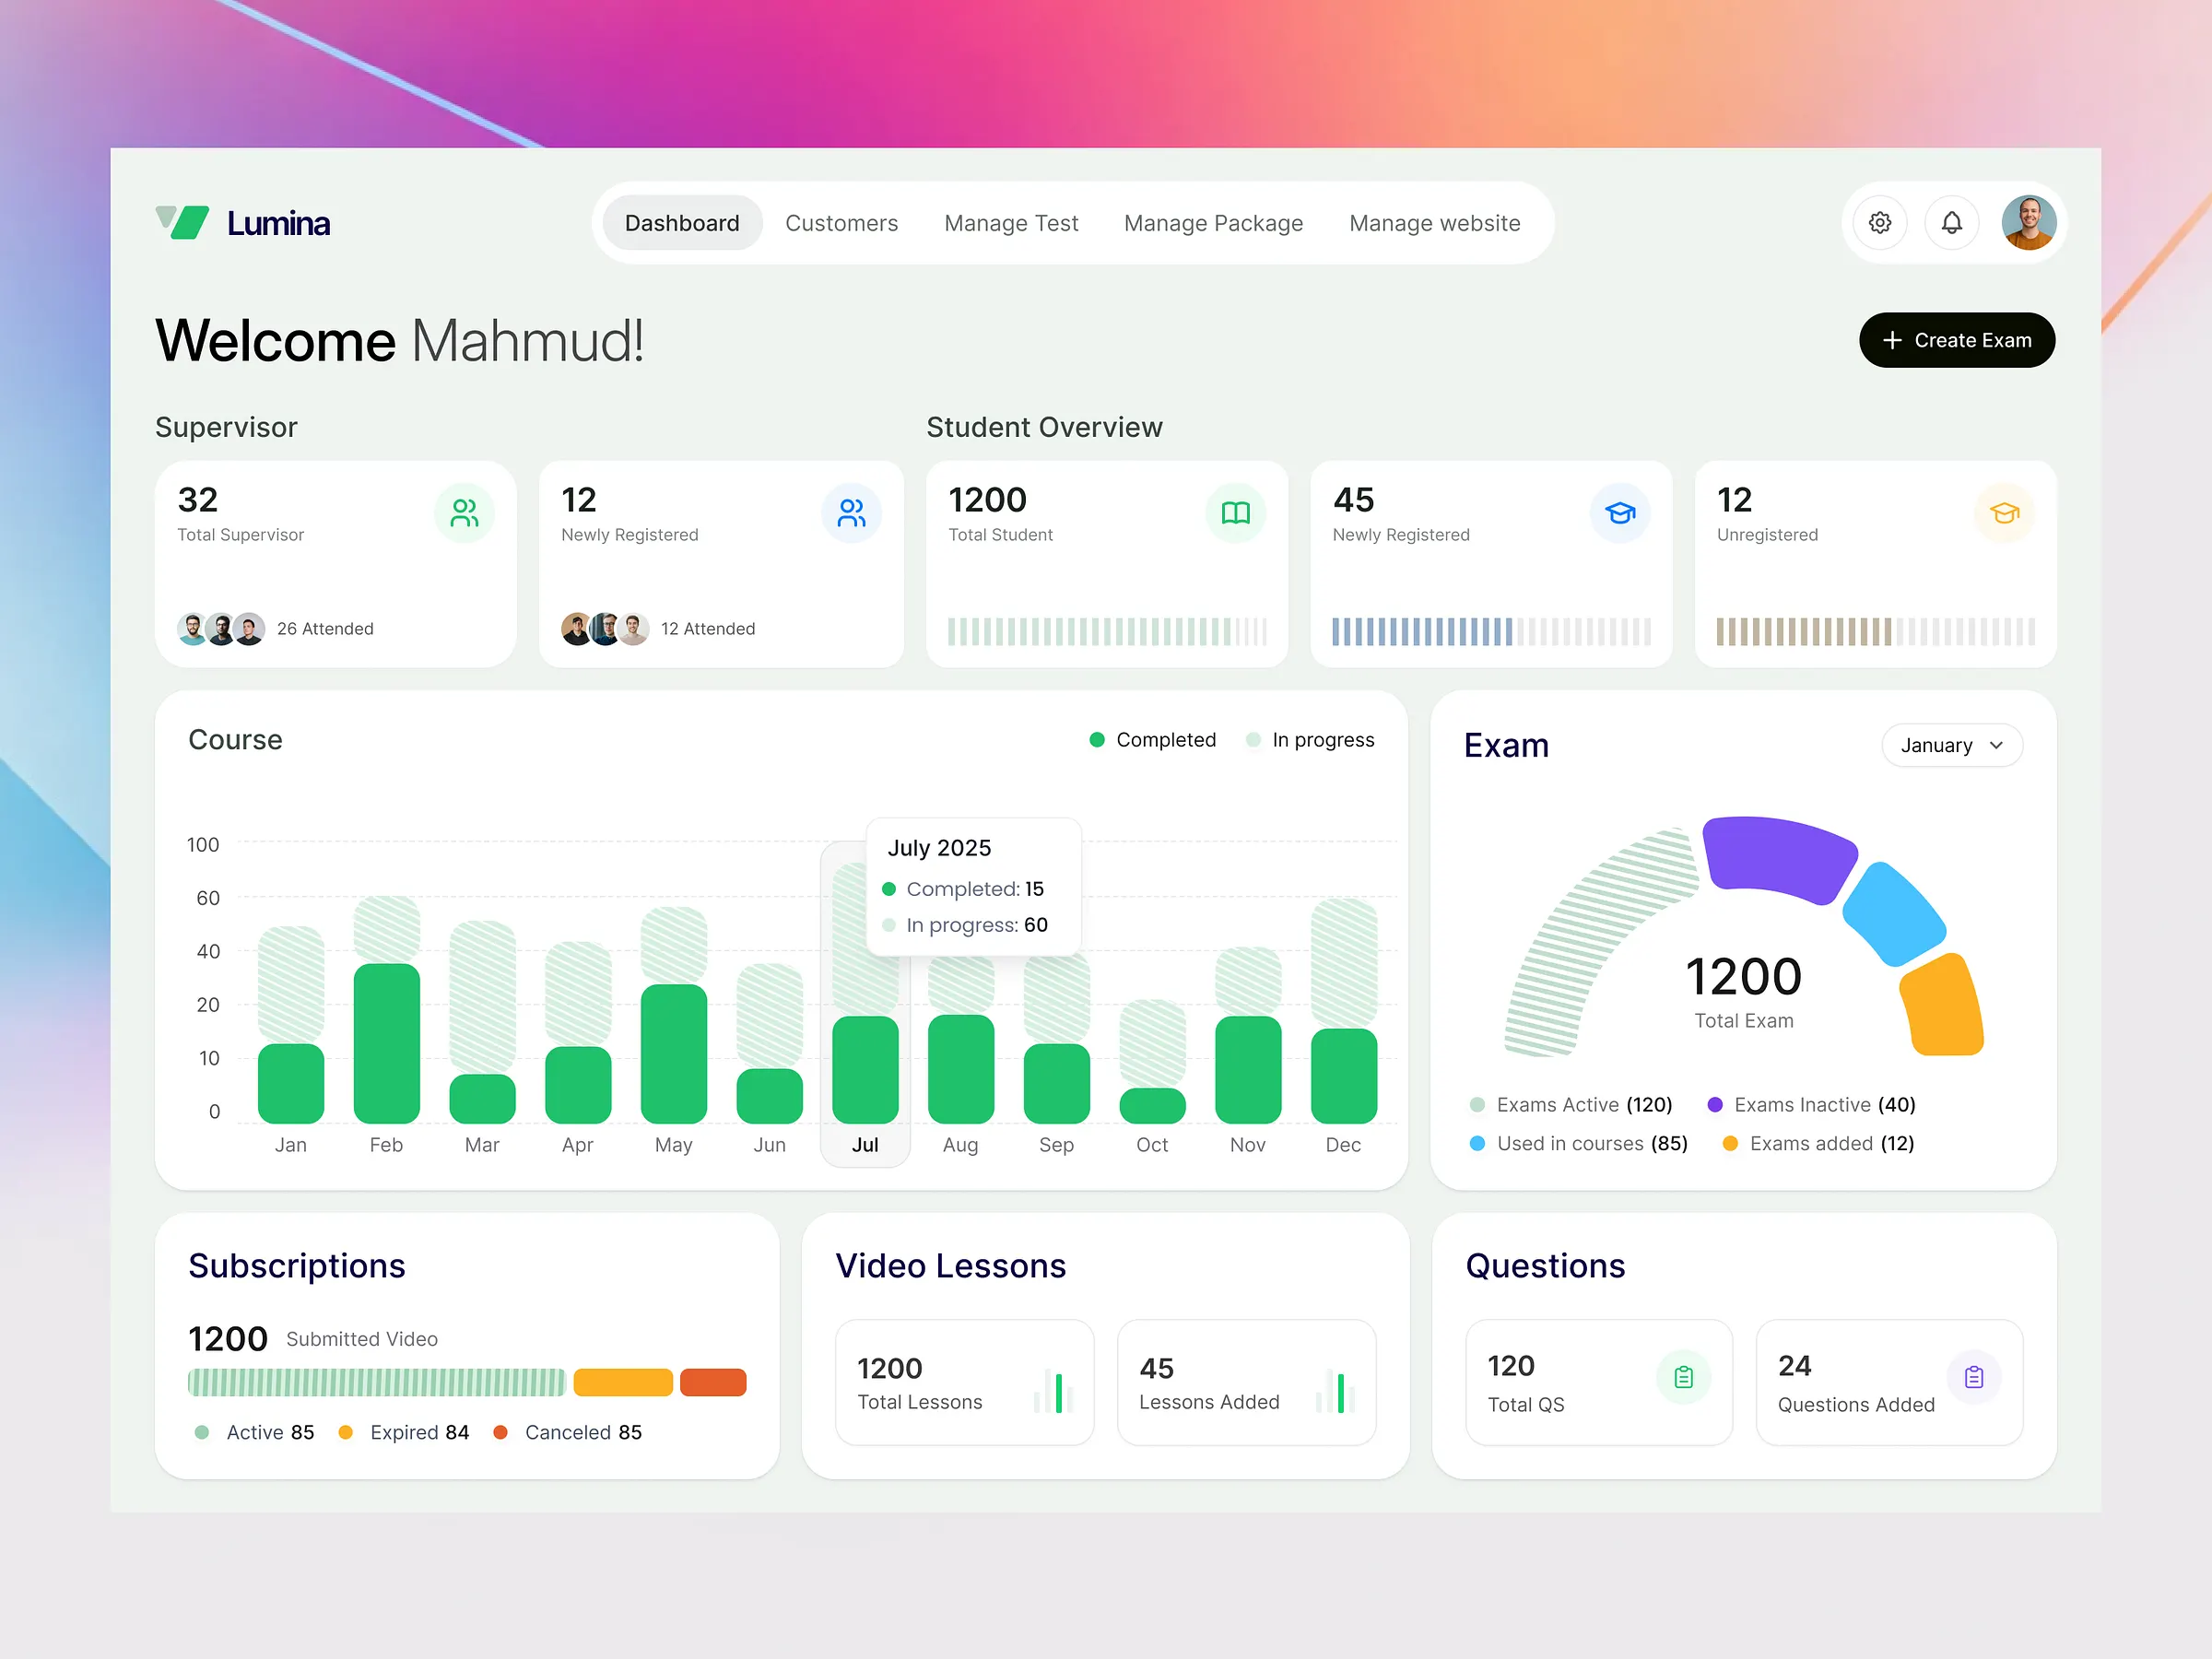 Lumina
Dashboard
Customers
Manage Test
Manage Package
Manage website
Welcome Mahmud!
Create Exam
Supervisor
32
Total Supervisor
26 Attended
12
Newly Registered
12 Attended
Student Overview
1200
Total Student
45
Newly Registered
12
Unregistered
Course
Completed
In progress
100
60
40
20
10
0
July 2025
Completed: 15
In progress: 60
Jan
Feb
Mar
Apr
May
Jun
Jul
Aug
Sep
Oct
Nov
Dec
Exam
January
1200
Total Exam
Exams Active (120)
Exams Inactive (40)
Used in courses (85)
Exams added (12)
Subscriptions
1200 Submitted Video
Active 85
Expired 84
Canceled 85
Video Lessons
1200
Total Lessons
45
Lessons Added
Questions
120
Total QS
24
Questions Added